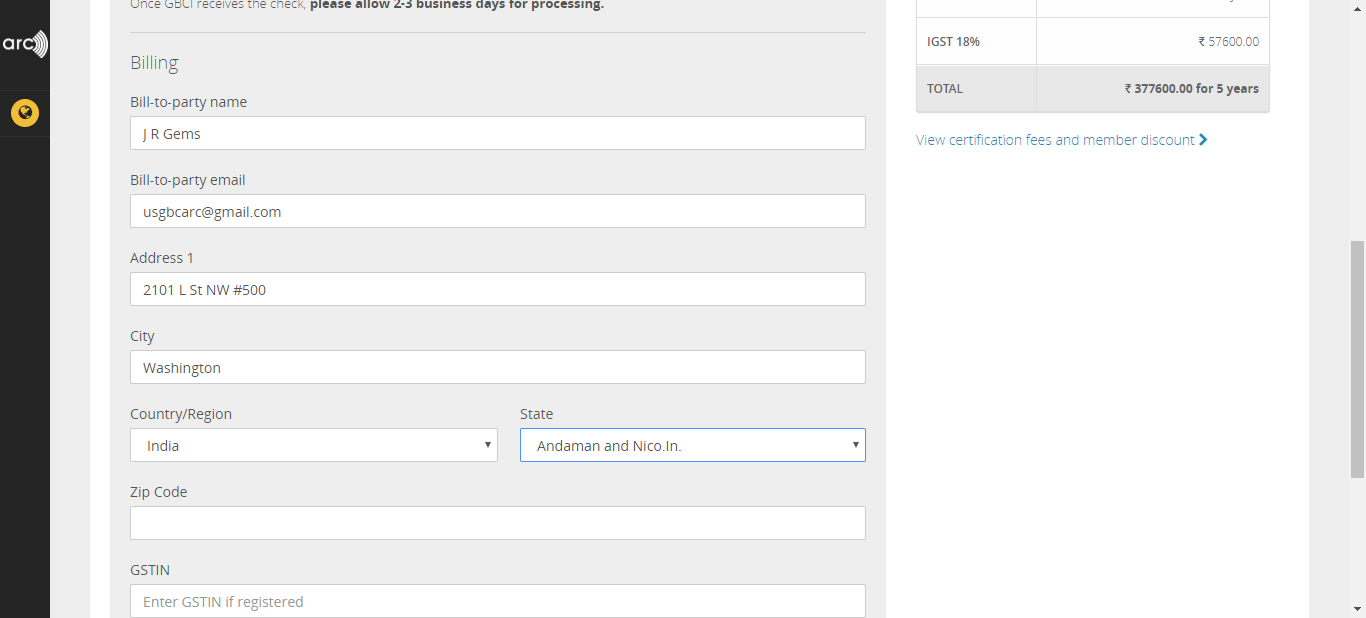 Once GBCI receives the check, please allow 2-3 business days for processing.
arc
Billing
Bill-to-party name
J R Gems
Bill-to-party email
usgbcarc@gmail.com
Address 1
2101 L St NW #500
City
Washington
Country/Region
State
India
Andaman and Nico.In.
Zip Code
GSTIN
Enter GSTIN if registered
IGST 18%
₹ 57600.00
TOTAL
₹ 377600.00 for 5 years
View certification fees and member discount